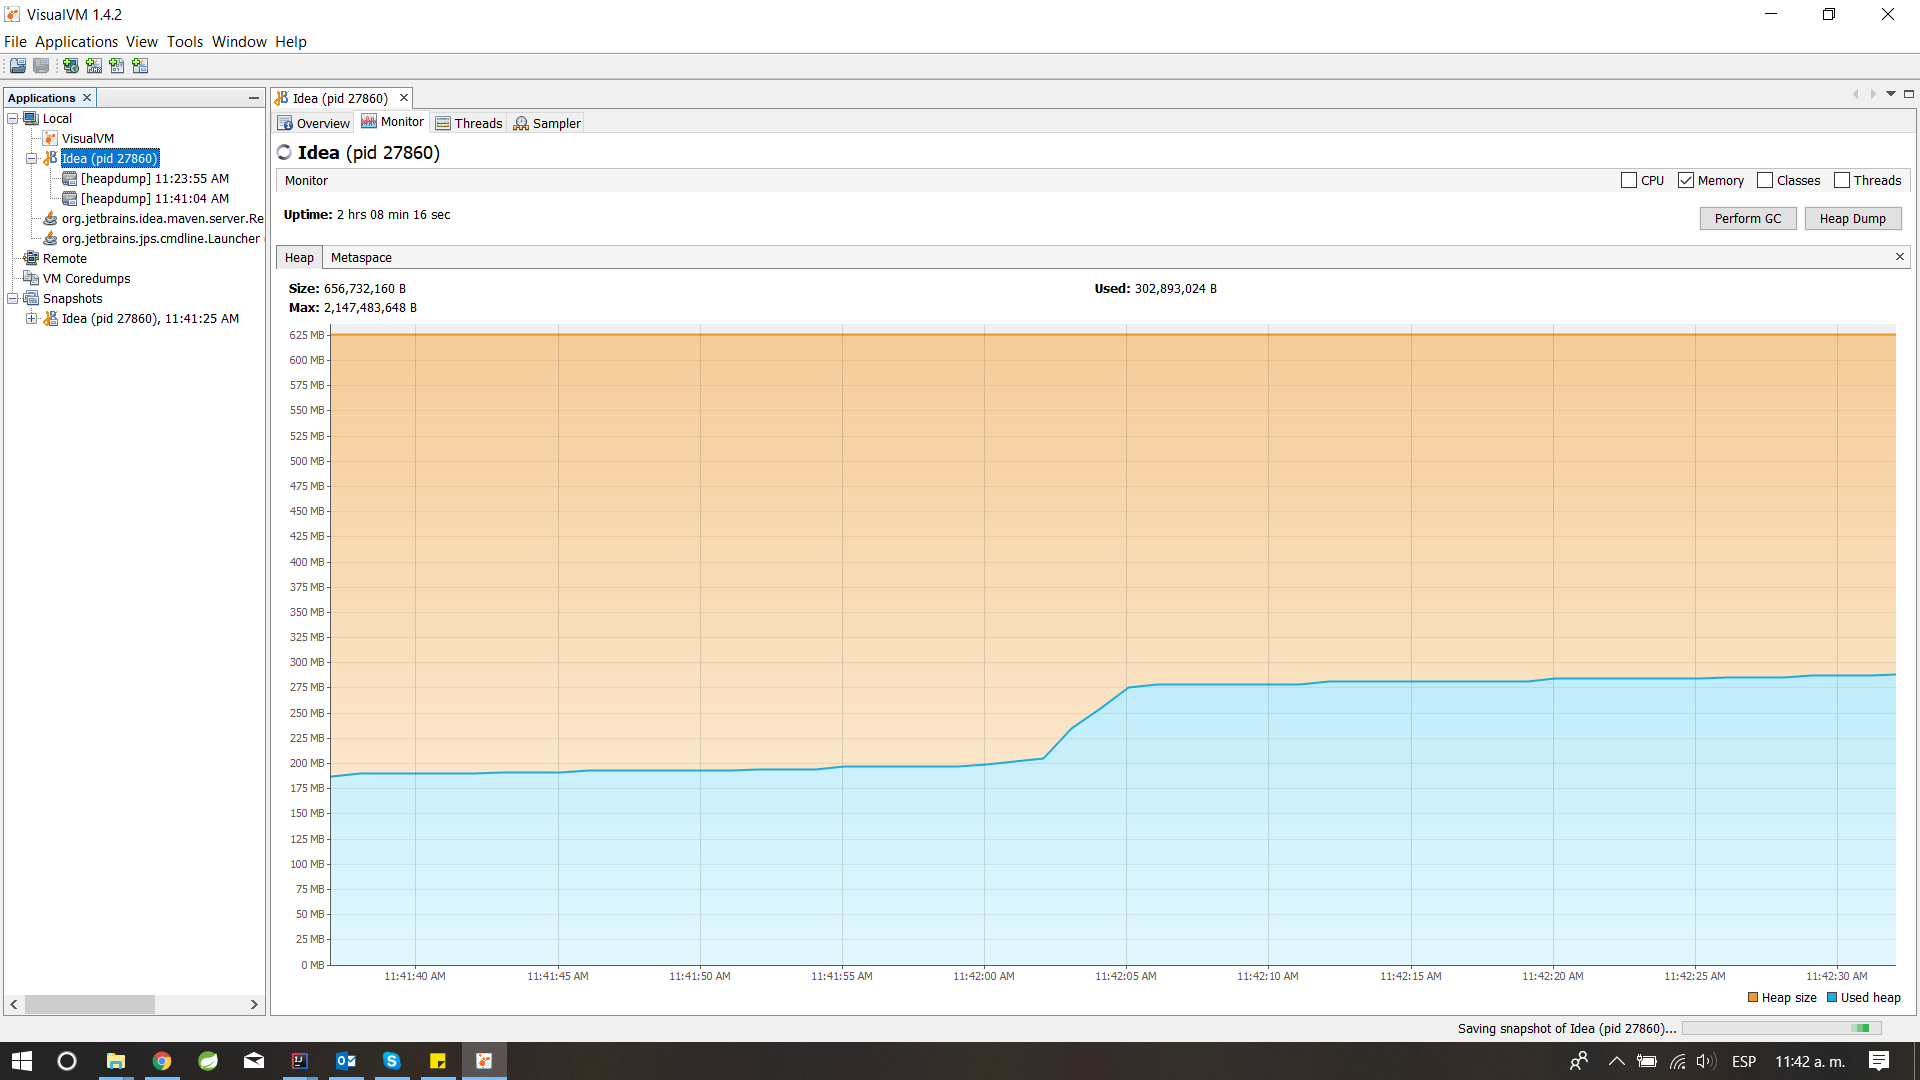 VisualVM 1.4.2
File Applications View Tools Window Help
Applications
Local
VisualVM
Idea (pid 27860)
[heapdump] 11:23:55 AM
[heapdump] 11:41:04 AM
org.jetbrains.idea.maven.server.Re
org.jetbrains.jps.cmdline.Launcher (
Remote
VM Coredumps
Snapshots
Idea (pid 27860), 11:41:25 AM
Idea (pid 27860)
Overview Monitor Threads Sampler
Idea (pid 27860)
Monitor
CPU Memory Classes Threads
Uptime: 2 hrs 08 min 16 sec
Perform GC Heap Dump
Heap Metaspace
Size: 656,732,160 B
Used: 302,893,024 B
Max: 2,147,483,648 B
625 MB
600 MB
575 MB
550 MB
525 MB
500 MB
475 MB
450 MB
425 MB
400 MB
375 MB
350 MB
325 MB
300 MB
275 MB
250 MB
225 MB
200 MB
175 MB
150 MB
125 MB
100 MB
75 MB
50 MB
25 MB
0 MB
11:41:40 AM 11:41:45 AM 11:41:50 AM 11:41:55 AM 11:42:00 AM 11:42:05 AM 11:42:10 AM 11:42:15 AM 11:42:20 AM 11:42:25 AM 11:42:30 AM
Heap size Used heap
Saving snapshot of Idea (pid 27860)...
ESP 11:42 a. m.